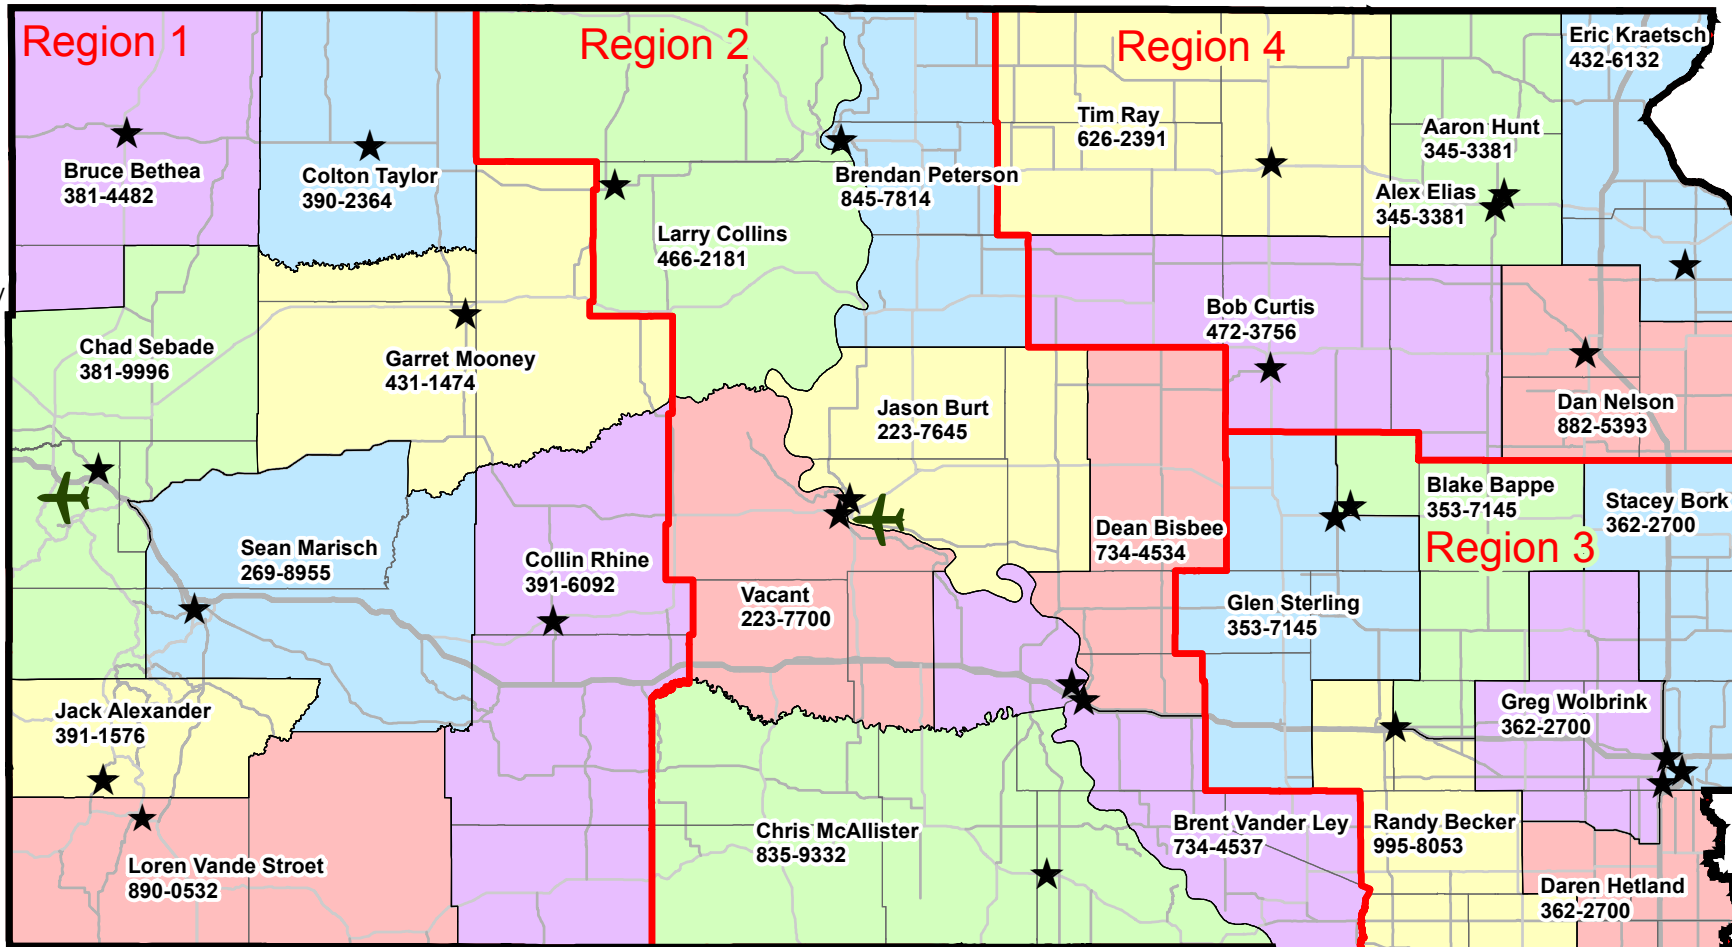 Region 1
Region 2
Region 4
Eric Kraetsch
432-6132
Tim Ray
626-2391
Aaron Hunt
345-3381
Bruce Bethea
381-4482
Colton Taylor
390-2364
Brendan Peterson
845-7814
Alex Elias
345-3381
Larry Collins
466-2181
Bob Curtis
472-3756
Chad Sebade
381-9996
Garret Mooney
431-1474
Jason Burt
223-7645
Dan Nelson
882-5393
Blake Bappe
353-7145
Stacey Bork
362-2700
Region 3
Dean Bisbee
734-4534
Sean Marisch
269-8955
Collin Rhine
391-6092
Vacant
223-7700
Glen Sterling
353-7145
Jack Alexander
391-1576
Greg Wolbrink
362-2700
Chris McAllister
835-9332
Brent Vander Ley
734-4537
Randy Becker
995-8053
Loren Vande Stroet
890-0532
Daren Hetland
362-2700